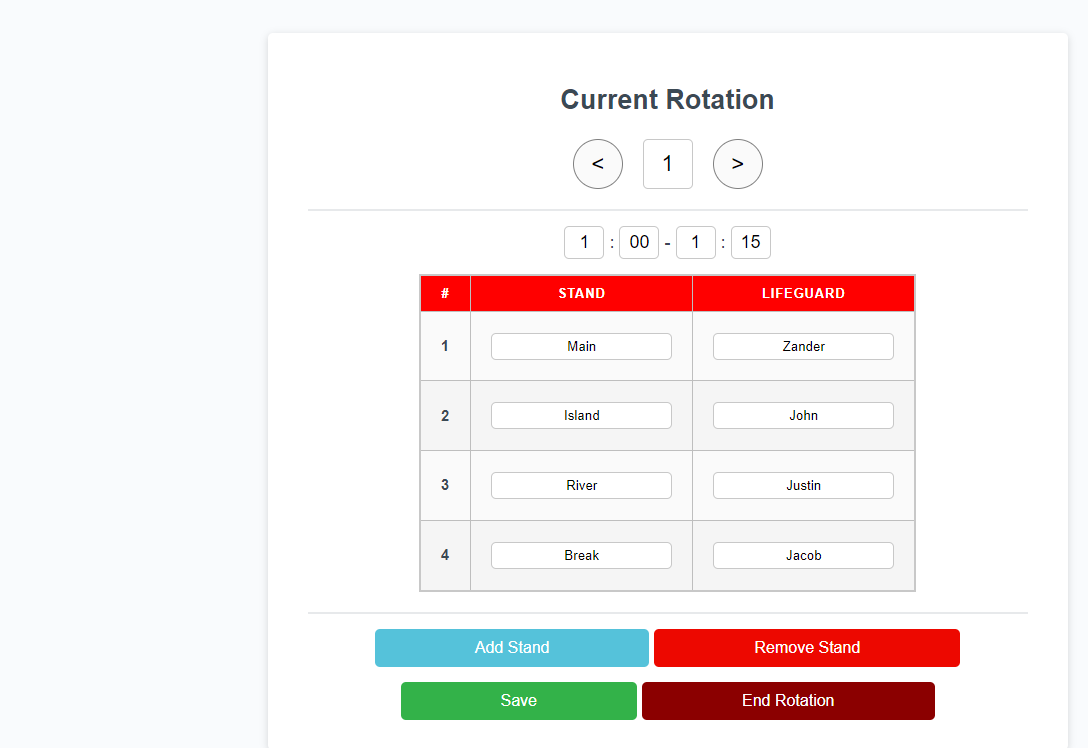 Current Rotation
< 1 >
1 : 00 - 1 : 15
# STAND LIFEGUARD
1 Main Zander
2 Island John
3 River Justin
4 Break Jacob
Add Stand Remove Stand
Save End Rotation